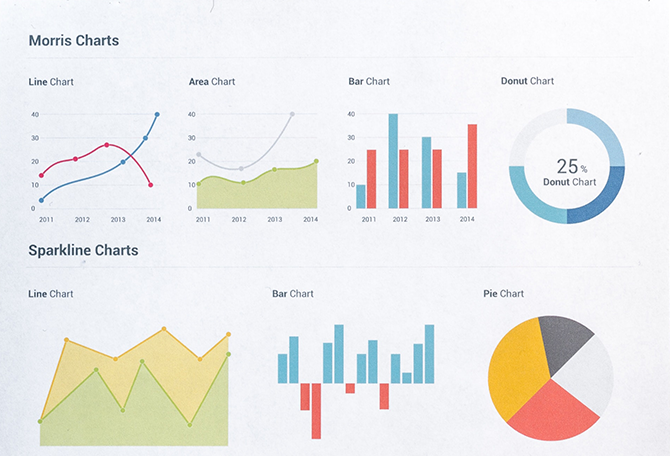 Morris Charts
Line Chart
Area Chart
Bar Chart
Donut Chart
40
30
20
10
0
2011 2012 2013 2014
40
30
20
10
0
2011 2012 2013 2014
40
30
20
10
0
2011 2012 2013 2014
25%
Donut Chart
Sparkline Charts
Line Chart
Bar Chart
Pie Chart